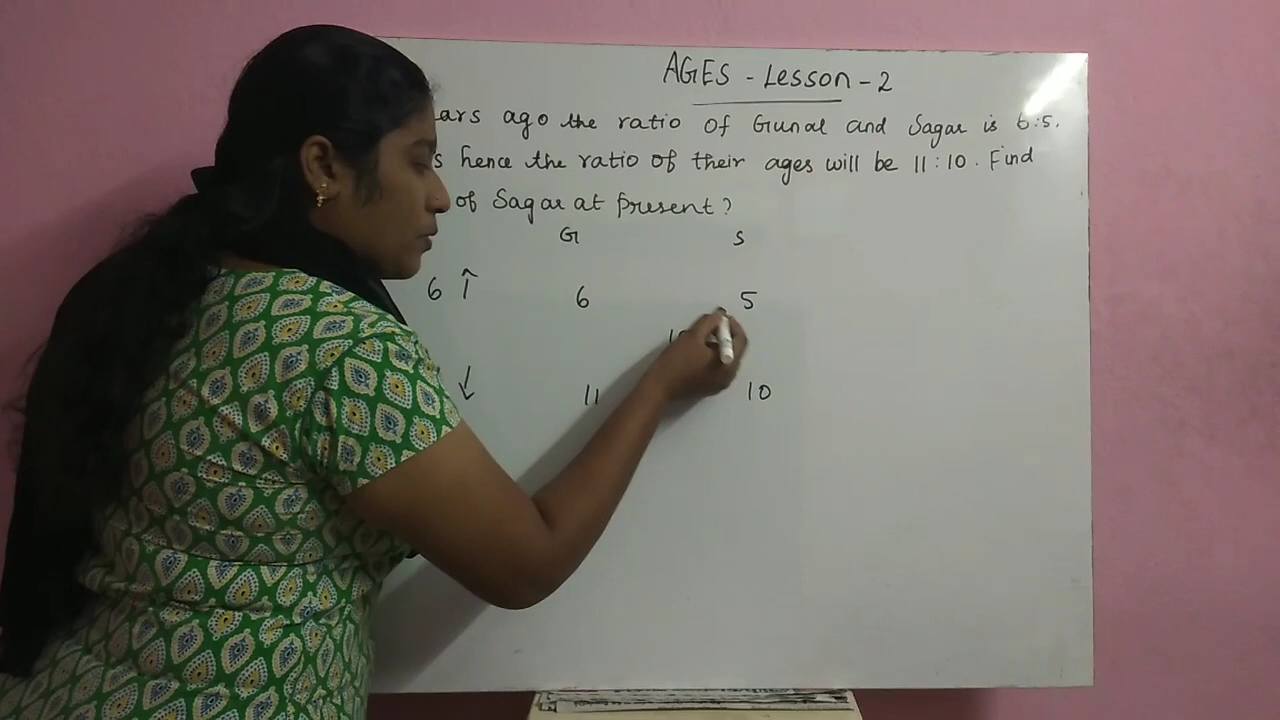 AGES - Lesson - 2
ars ago the ratio of Gunal and Sagar is 6:5.
s hence the ratio of their ages will be 11:10. Find
of Sagar at present?
G S
6 ↑ 6 5
↓ 11 10